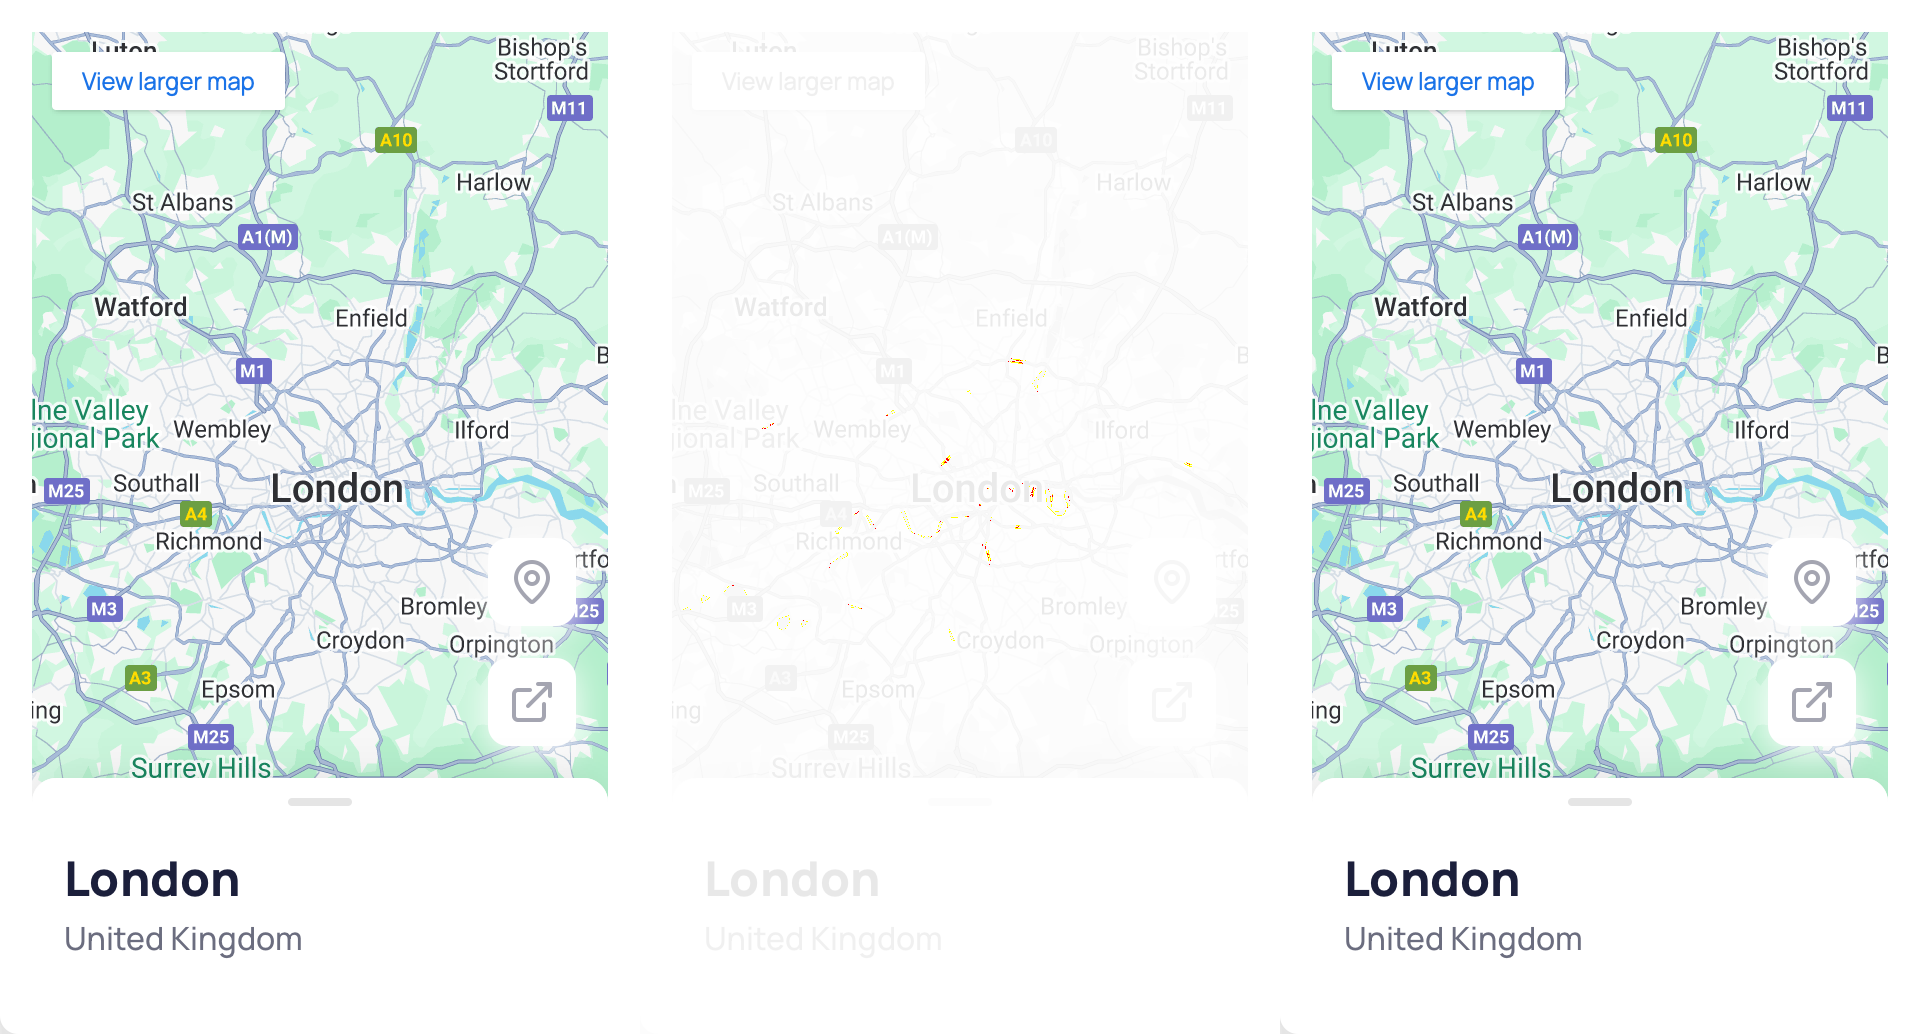 Luton
Bishop's
Stortford
View larger map
M11
A10
Harlow
St Albans
A1(M)
Watford
Enfield
B
M1
lne Valley
gional Park
Wembley
Ilford
Southall
London
M25
A4
Richmond
rtfo
M3
Bromley
M25
Croydon
Orpington
A3
Epsom
ing
M25
Surrey Hills
London
United Kingdom
Luton
Bishop's
Stortford
View larger map
M11
A10
Harlow
St Albans
A1(M)
Watford
Enfield
B
M1
lne Valley
ional Park
Wembley
Ilford
Southall
London
M25
A4
Richmond
rtfo
M3
Bromley
25
Croydon
Orpington
A3
Epsom
ing
M25
Surrey Hills
London
United Kingdom
Luton
Bishop's
Stortford
View larger map
M11
A10
Harlow
St Albans
A1(M)
Watford
Enfield
B
M1
lne Valley
gional Park
Wembley
Ilford
Southall
London
M25
A4
Richmond
rtfo
M3
Bromley
M25
Croydon
Orpington
A3
Epsom
ing
M25
Surrey Hills
London
United Kingdom